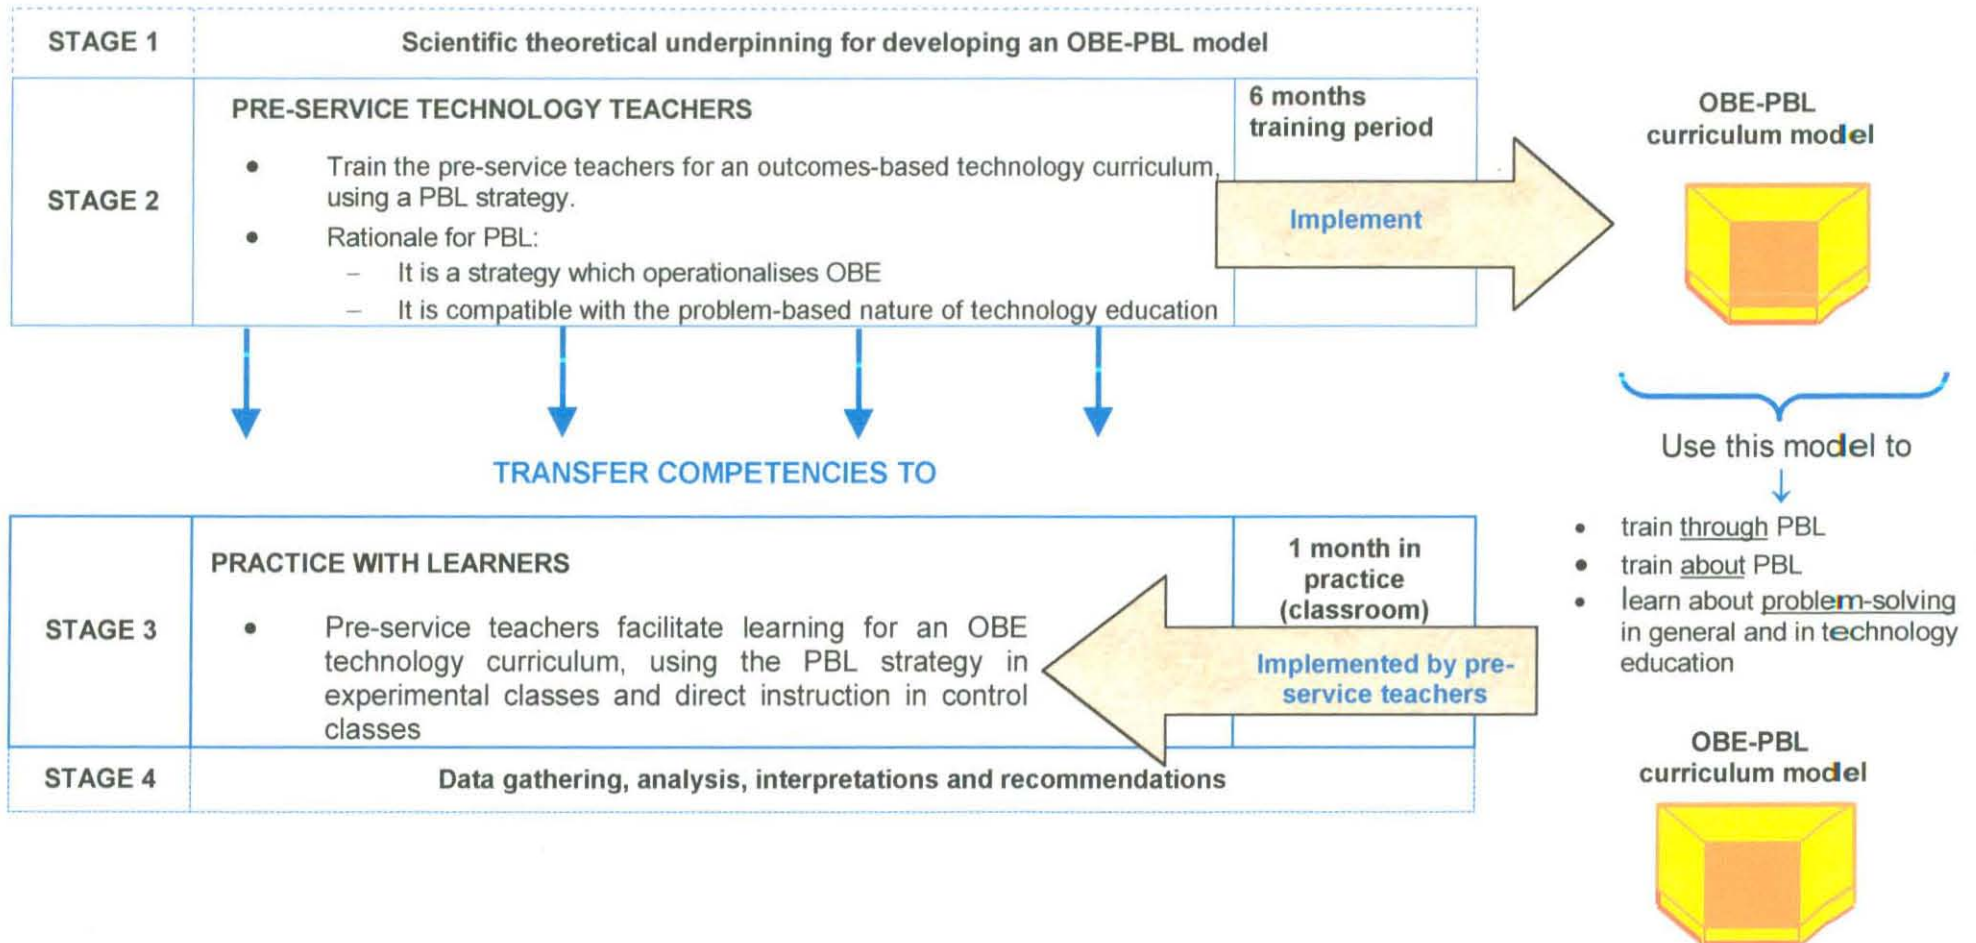 STAGE 1
Scientific theoretical underpinning for developing an OBE-PBL model
STAGE 2
PRE-SERVICE TECHNOLOGY TEACHERS
• Train the pre-service teachers for an outcomes-based technology curriculum,
using a PBL strategy.
• Rationale for PBL:
– It is a strategy which operationalises OBE
– It is compatible with the problem-based nature of technology education
6 months
training period
Implement
OBE-PBL
curriculum model
TRANSFER COMPETENCIES TO
Use this model to
• train through PBL
• train about PBL
• learn about problem-solving
in general and in technology
education
STAGE 3
PRACTICE WITH LEARNERS
• Pre-service teachers facilitate learning for an OBE
technology curriculum, using the PBL strategy in
experimental classes and direct instruction in control
classes
1 month in
practice
(classroom)
Implemented by pre-
service teachers
STAGE 4
Data gathering, analysis, interpretations and recommendations
OBE-PBL
curriculum model